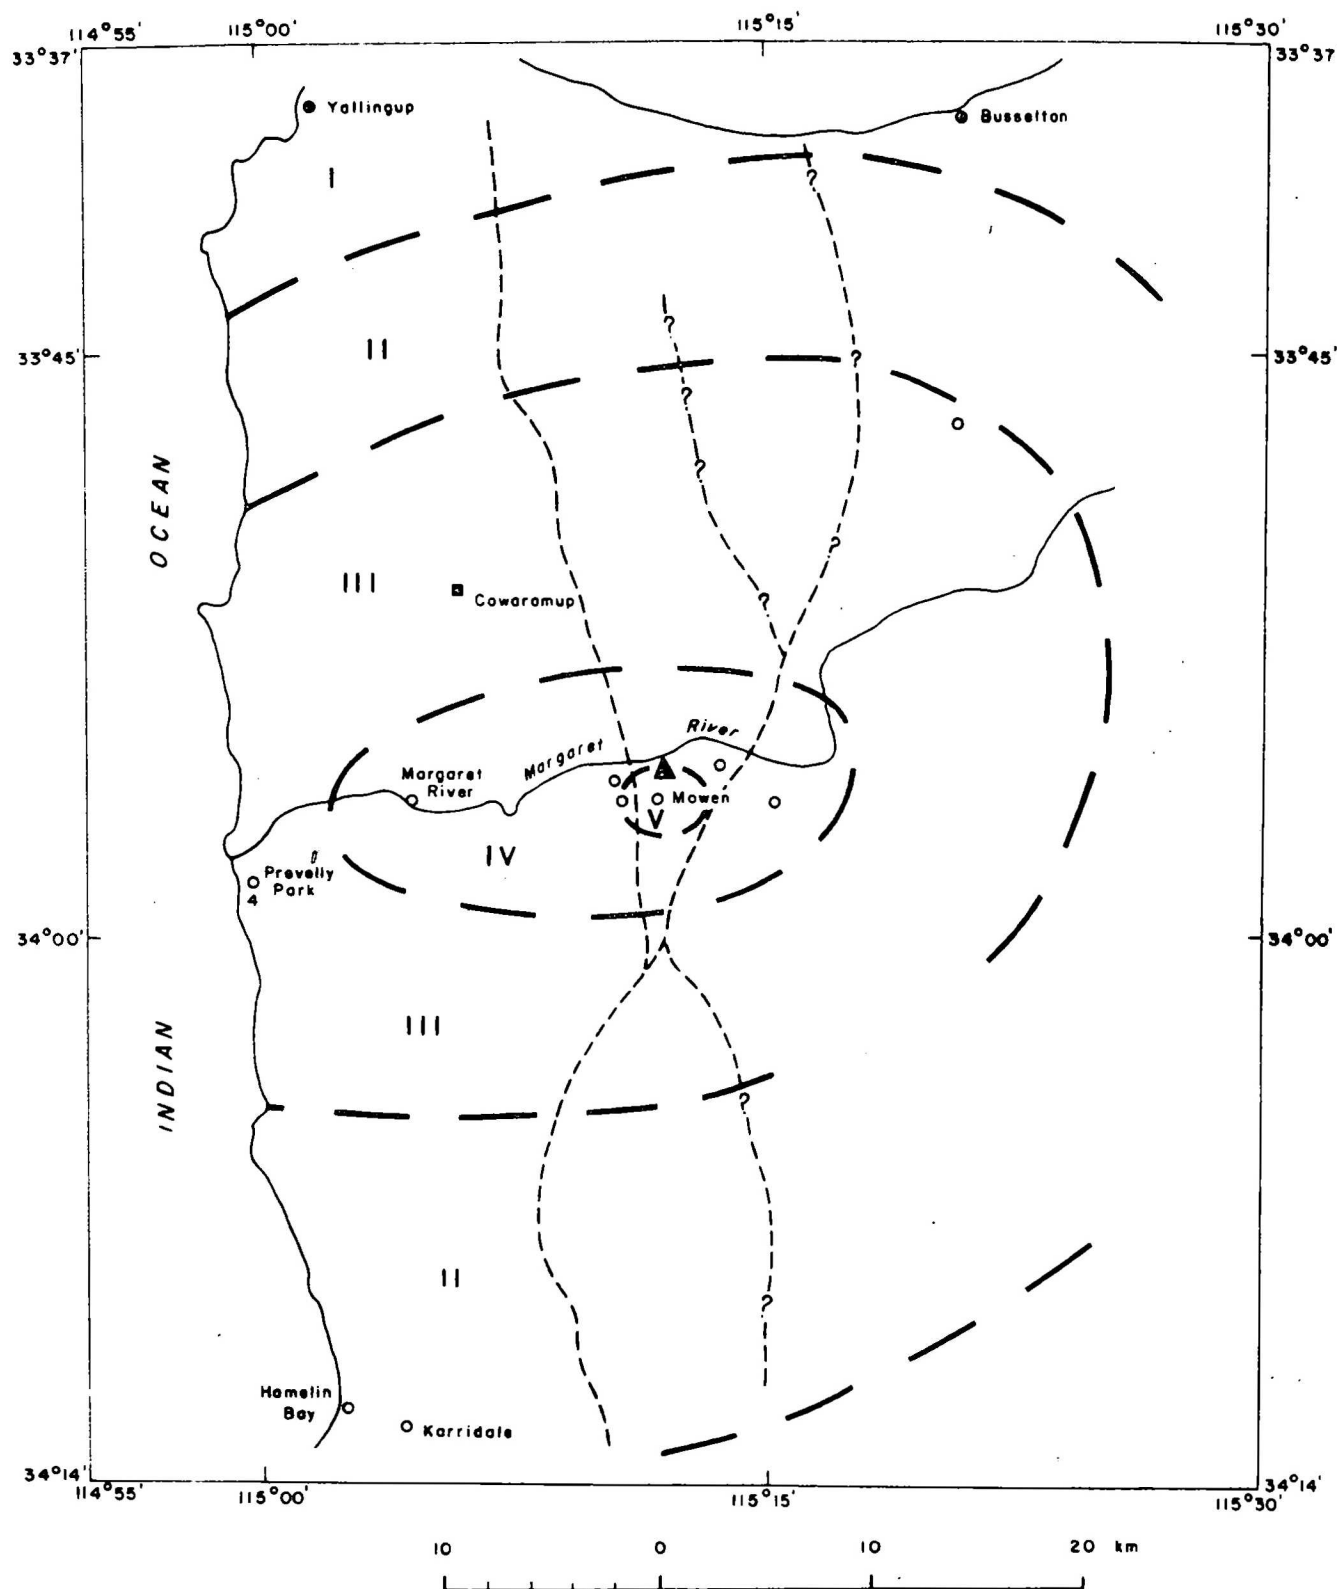 114°55' 115°00' 115°15' 115°30'
33°37' 33°37'
Yallingup
Busselton
I
?
?
II
33°45' ? 33°45'
?
?
OCEAN
?
III
Cowaramup
?
River
Margaret
Margaret
River
Mowen
V
IV
Prevelly
Park
4
34°00' 34°00'
III
INDIAN
?
II
?
Hamelin
Bay
Karridale
34°14' 34°14'
114°55' 115°00' 115°15' 115°30'
10 0 10 20 km